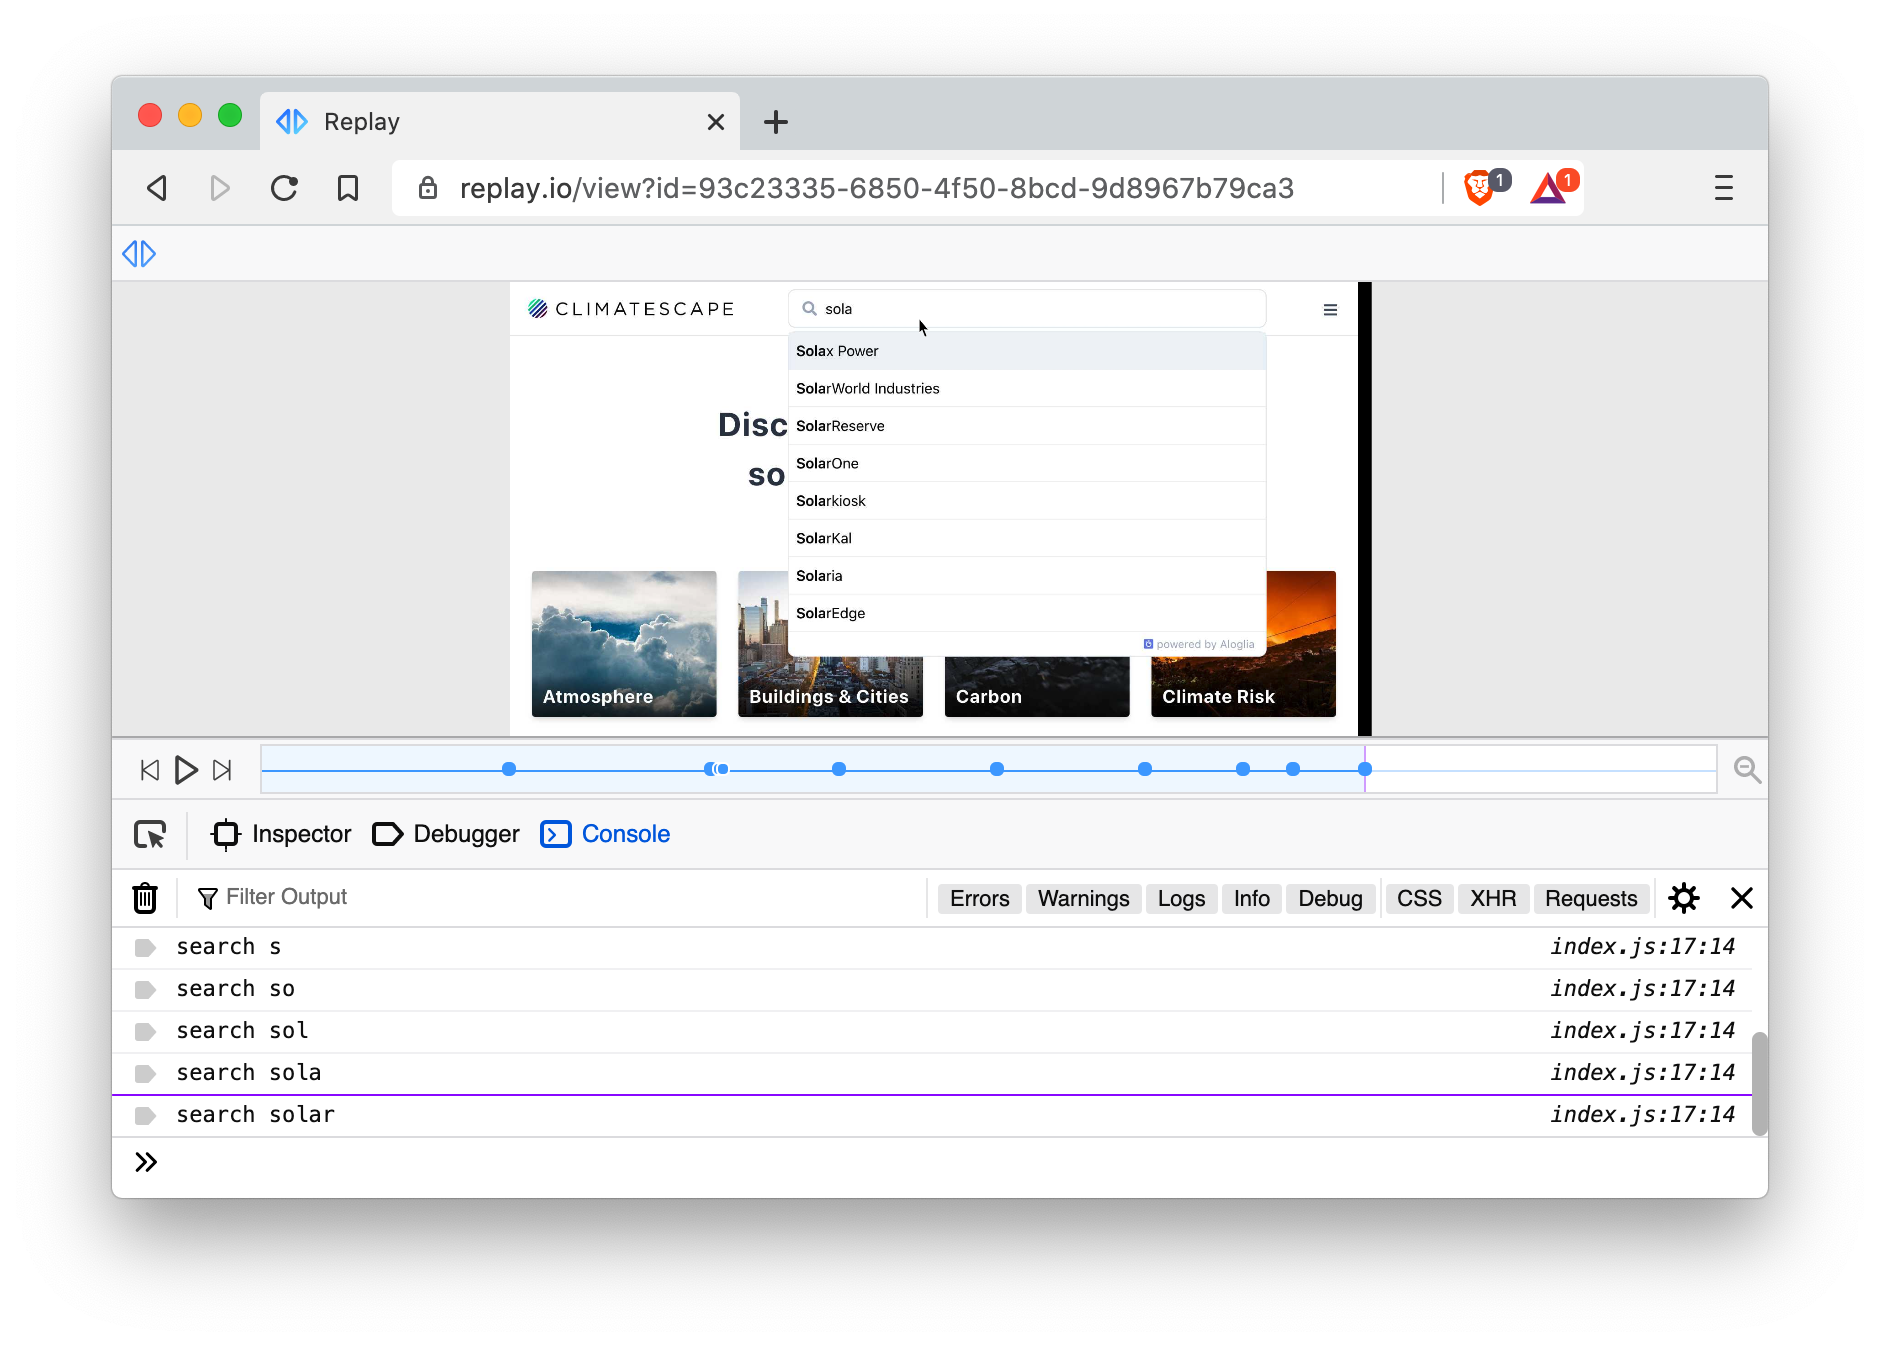 Replay
replay.io/view?id=93c23335-6850-4f50-8bcd-9d8967b79ca3
1
1
CLIMATESCAPE
sola
Solax Power
SolarWorld Industries
SolarReserve
SolarOne
Solarkiosk
SolarKal
Solaria
SolarEdge
powered by Aloglia
Disc
so
Atmosphere
Buildings & Cities
Carbon
Climate Risk
Inspector
Debugger
Console
Filter Output
Errors
Warnings
Logs
Info
Debug
CSS
XHR
Requests
search s index.js:17:14
search so index.js:17:14
search sol index.js:17:14
search sola index.js:17:14
search solar index.js:17:14